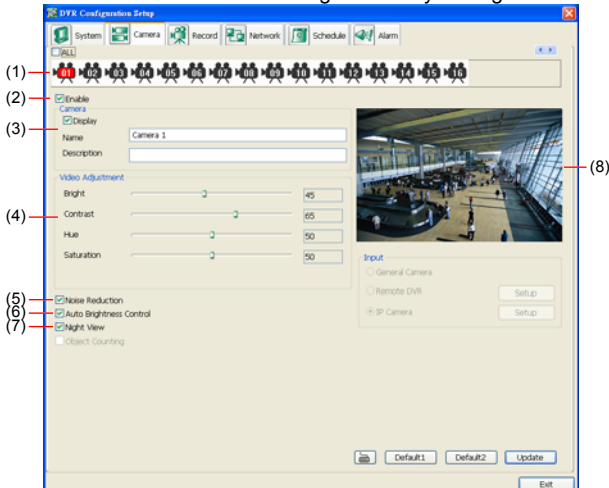 DVR Configuration Setup
System Camera Record Network Schedule Alarm
ALL
(1) 01 02 03 04 05 06 07 08 09 10 11 12 13 14 15 16
(2) Enable
Camera
(3) Display
Name Camera 1
Description
(8)
Video Adjustment
Bright 45
(4) Contrast 65
Hue 50
Saturation 50
Input
General Camera
Remote DVR Setup
IP Camera Setup
(5) Noise Reduction
(6) Auto Brightness Control
(7) Night View
Object Counting
Default1 Default2 Update
Exit